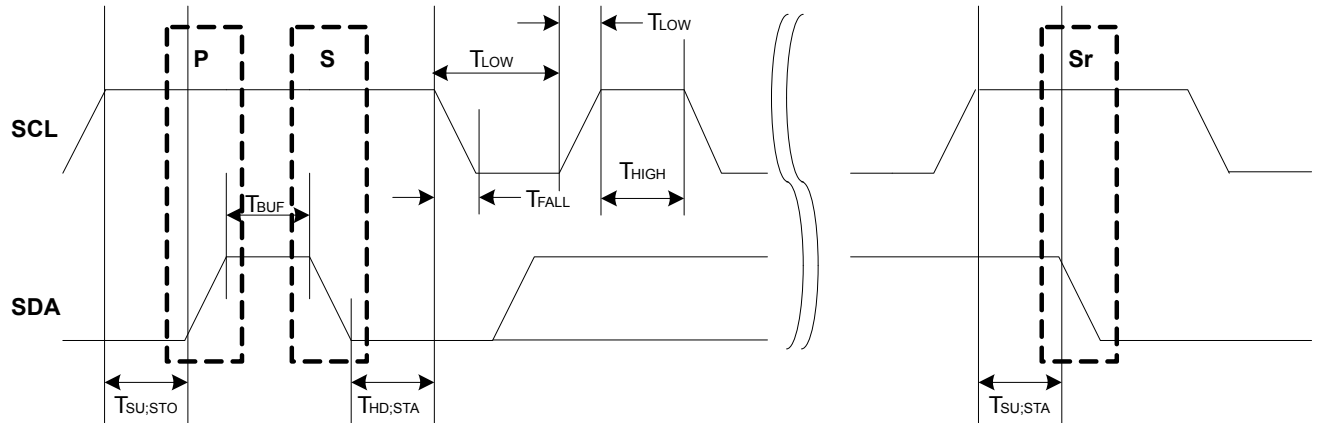 TLOW
P
S
TLOW
Sr
SCL
THIGH
TFALL
TBUF
SDA
TSU;STO
THD;STA
TSU;STA